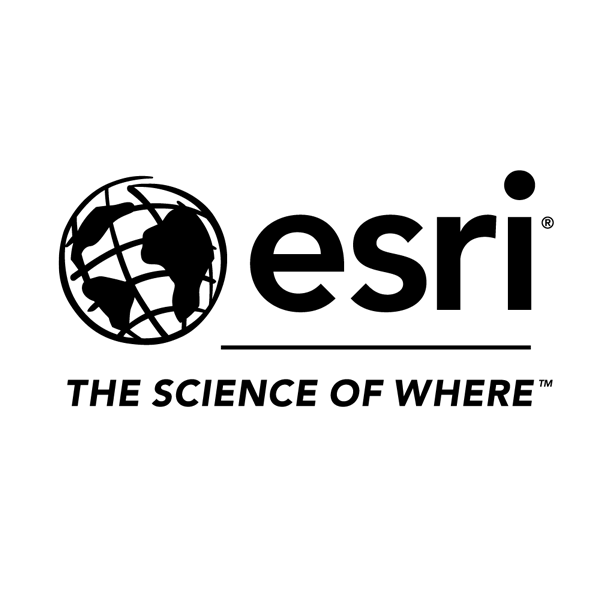 esri®
THE SCIENCE OF WHERE™